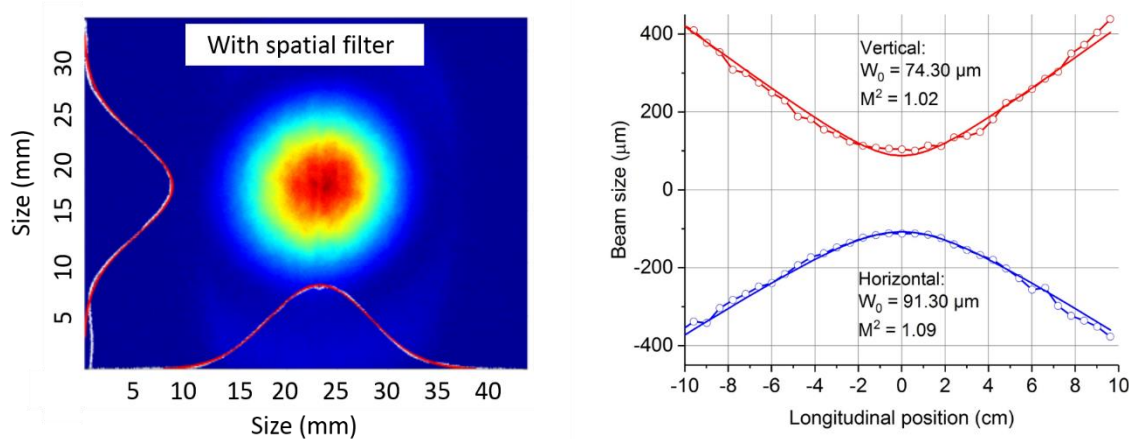 With spatial filter
Size (mm)
30
25
20
15
10
5
5 10 15 20 25 30 35 40
Size (mm)
Beam size (μm)
400
200
0
-200
-400
Vertical:
W₀ = 74.30 μm
M² = 1.02
Horizontal:
W₀ = 91.30 μm
M² = 1.09
-10 -8 -6 -4 -2 0 2 4 6 8 10
Longitudinal position (cm)